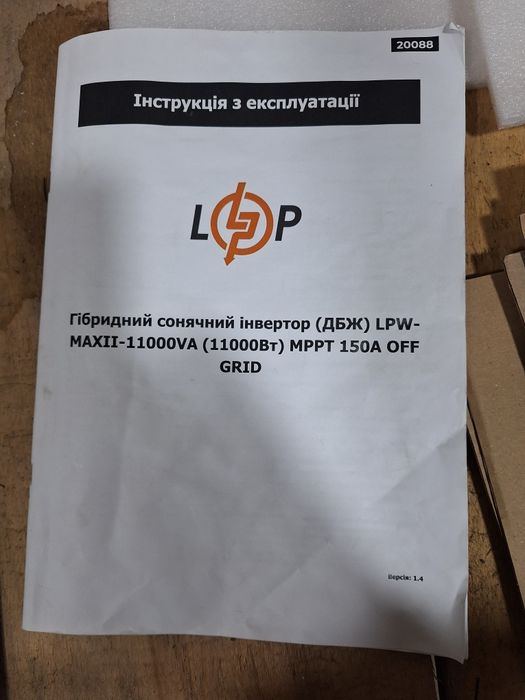 20088
Інструкція з експлуатації
LP
Гібридний сонячний інвертор (ДБЖ) LPW-
MAXII-11000VA (11000Вт) MPPT 150A OFF
GRID
Версія: 1.4